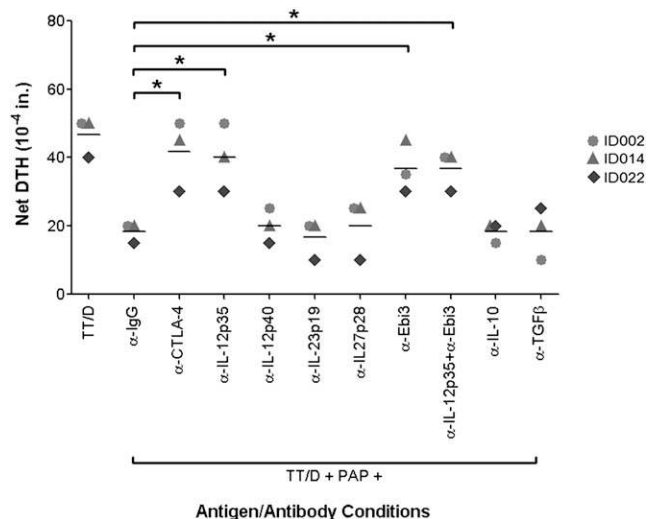 80
60
40
20
0
Net DTH (10-4 in.)
*
*
*
*
ID002
ID014
ID022
TT/D
α-IgG
α-CTLA-4
α-IL-12p35
α-IL-12p40
α-IL-23p19
α-IL27p28
α-Ebi3
α-IL-12p35+α-Ebi3
α-IL-10
α-TGFβ
TT/D + PAP +
Antigen/Antibody Conditions